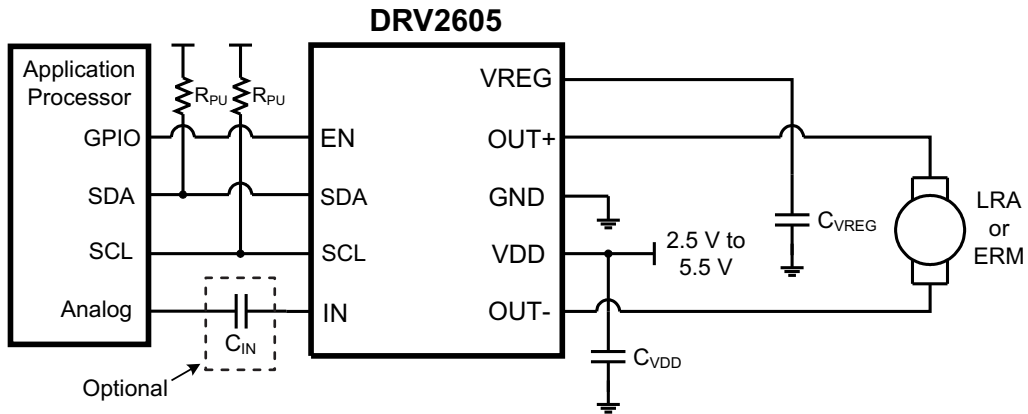 DRV2605
Application
Processor
GPIO
SDA
SCL
Analog
RPU
RPU
EN
SDA
SCL
IN
VREG
OUT+
GND
VDD
OUT-
CIN
Optional
2.5 V to
5.5 V
CVREG
CVDD
LRA
or
ERM